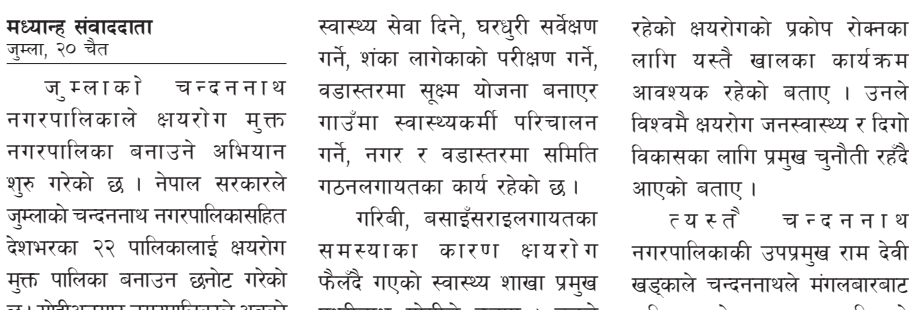 मध्यान्ह संवाददाता
जुम्ला, २० चैत
जुम्लाको चन्दननाथ
नगरपालिकाले क्षयरोग मुक्त
नगरपालिका बनाउने अभियान
शुरु गरेको छ । नेपाल सरकारले
जुम्लाको चन्दननाथ नगरपालिकासहित
देशभरका २२ पालिकालाई क्षयरोग
मुक्त पालिका बनाउन छनोट गरेको
स्वास्थ्य सेवा दिने, घरधुरी सर्वेक्षण
गर्ने, शंका लागेकाको परीक्षण गर्ने,
वडास्तरमा सूक्ष्म योजना बनाएर
गाउँमा स्वास्थ्यकर्मी परिचालन
गर्ने, नगर र वडास्तरमा समिति
गठनलगायतका कार्य रहेको छ ।
गरिबी, बसाइँसराइलगायतका
समस्याका कारण क्षयरोग
फैलँदै गएको स्वास्थ्य शाखा प्रमुख
रहेको क्षयरोगको प्रकोप रोक्नका
लागि यस्तै खालका कार्यक्रम
आवश्यक रहेको बताए । उनले
विश्वमै क्षयरोग जनस्वास्थ्य र दिगो
विकासका लागि प्रमुख चुनौती रहँदै
आएको बताए ।
त्यस्तै चन्दननाथ
नगरपालिकाकी उपप्रमुख राम देवी
खड्काले चन्दननाथले मंगलबारबाट